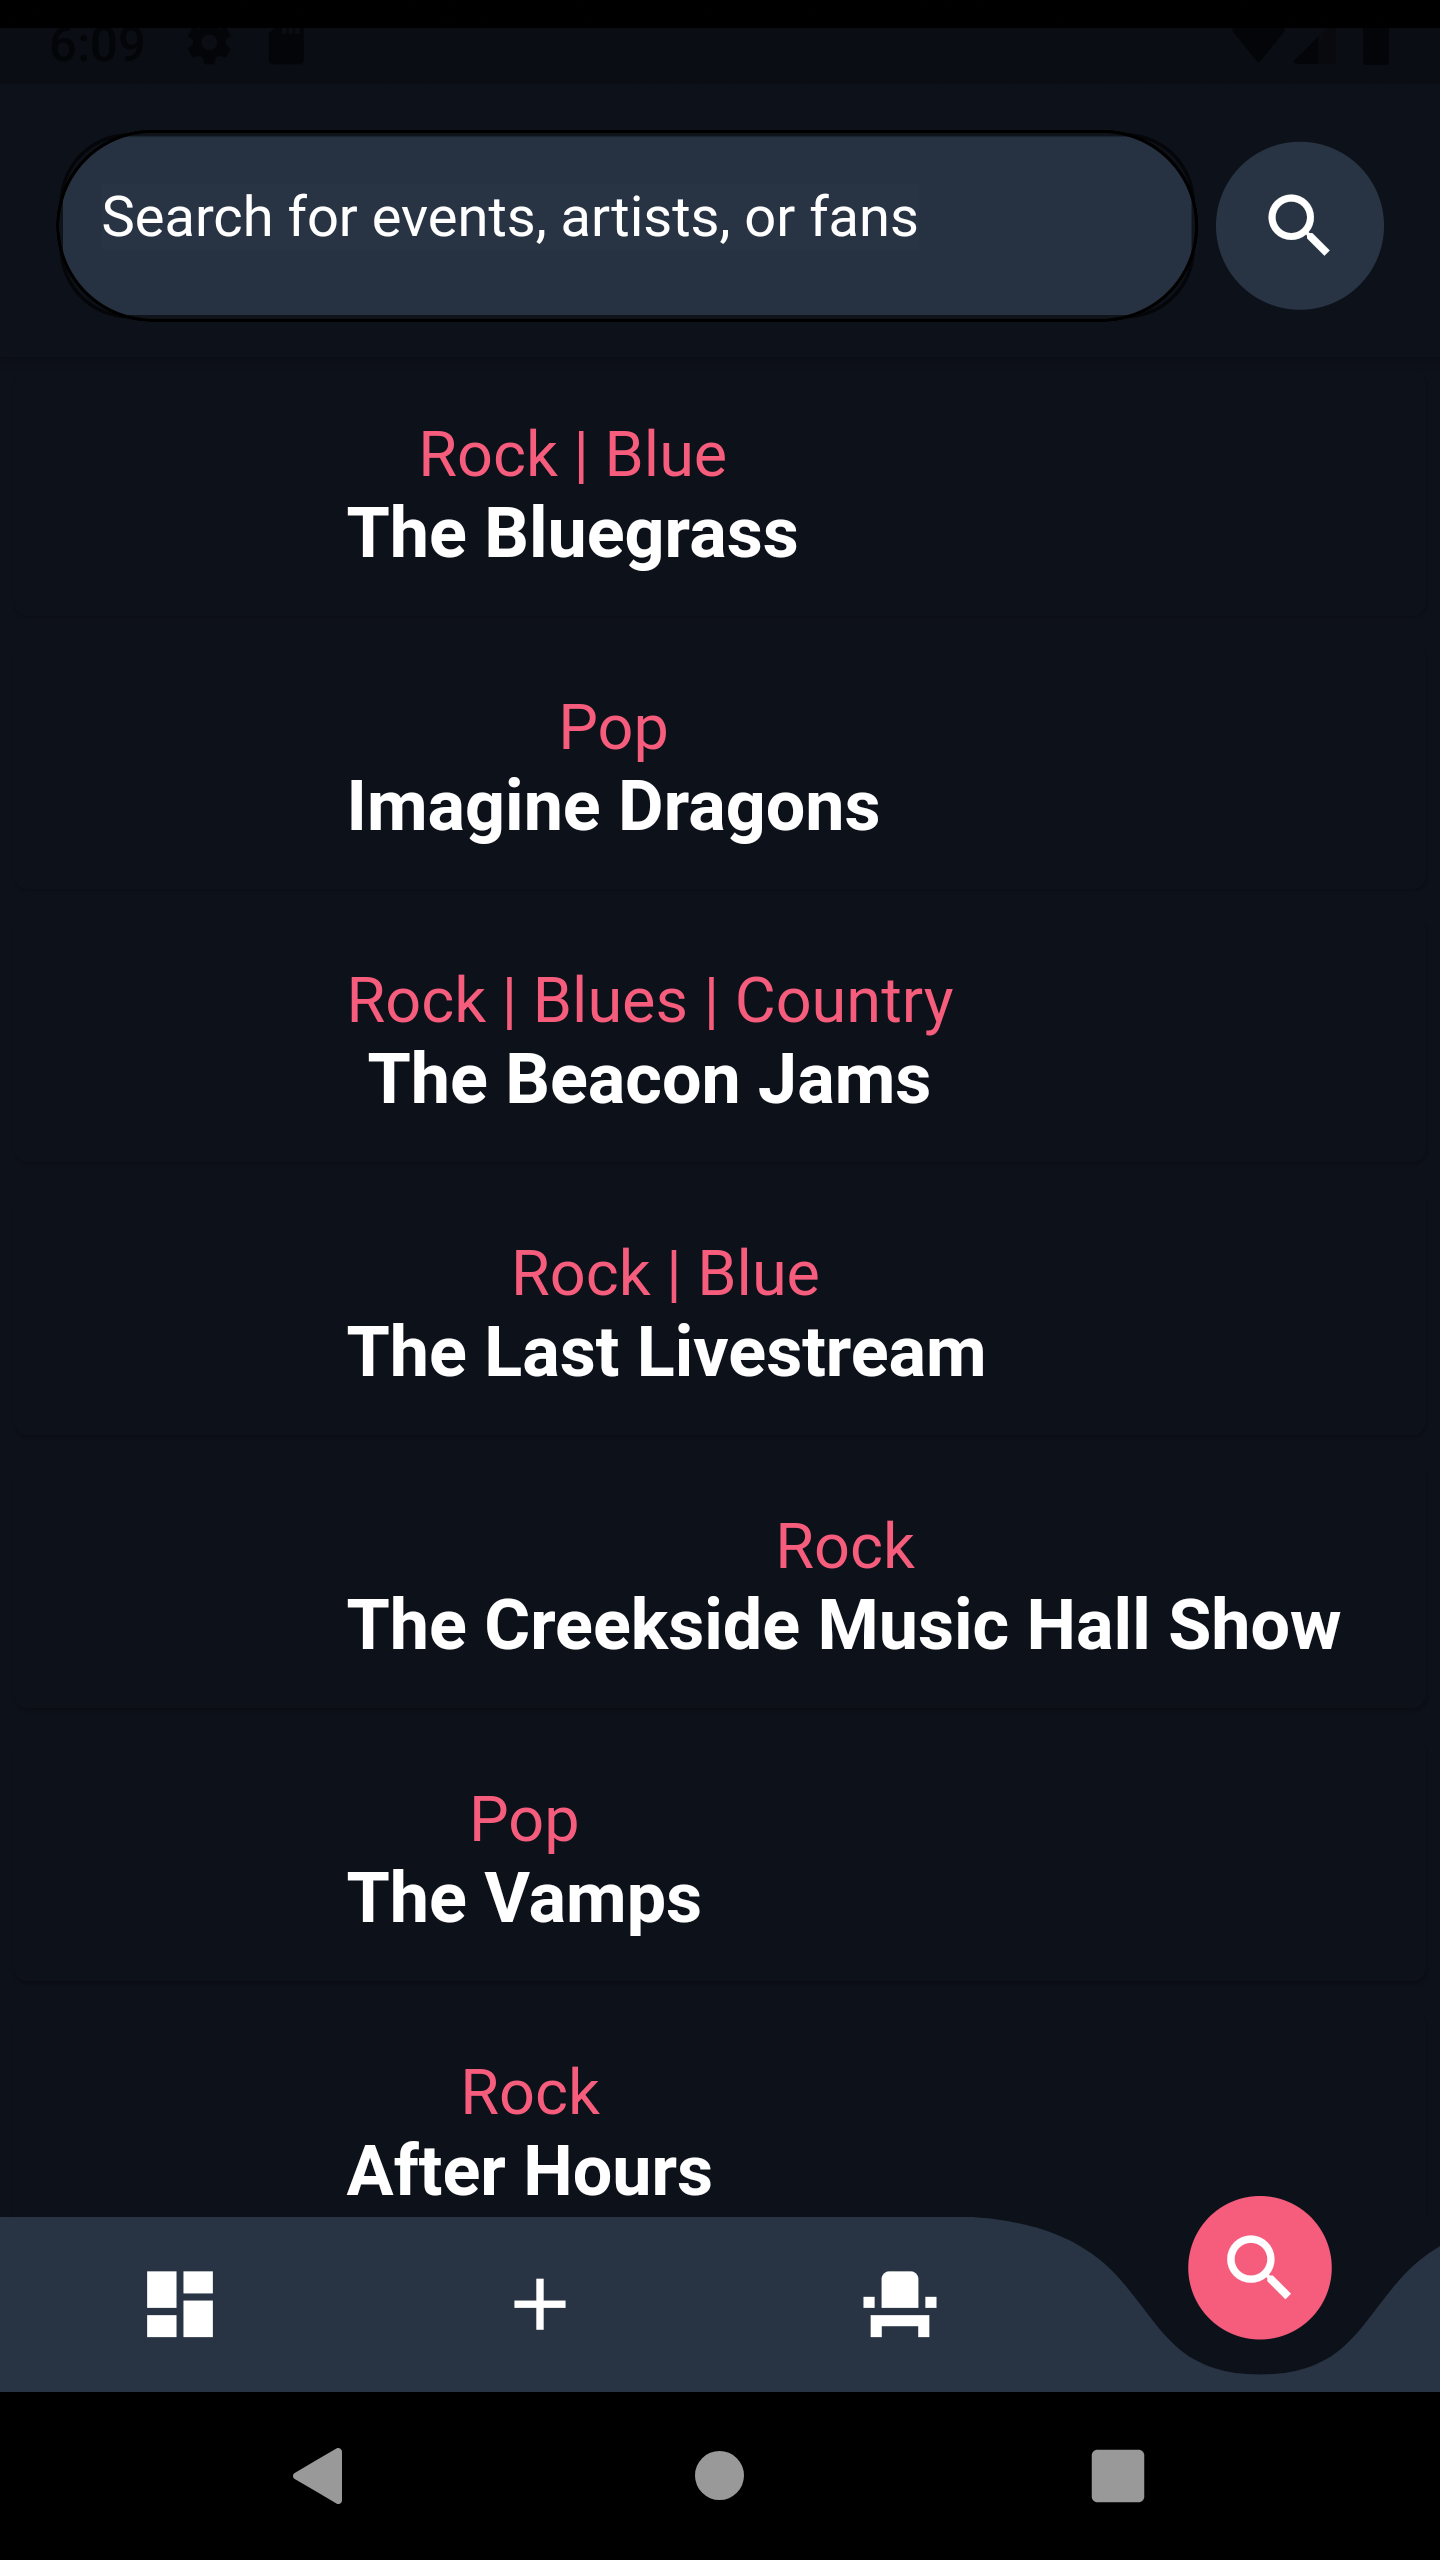 6:09
Search for events, artists, or fans
Rock | Blue
The Bluegrass
Pop
Imagine Dragons
Rock | Blues | Country
The Beacon Jams
Rock | Blue
The Last Livestream
Rock
The Creekside Music Hall Show
Pop
The Vamps
Rock
After Hours